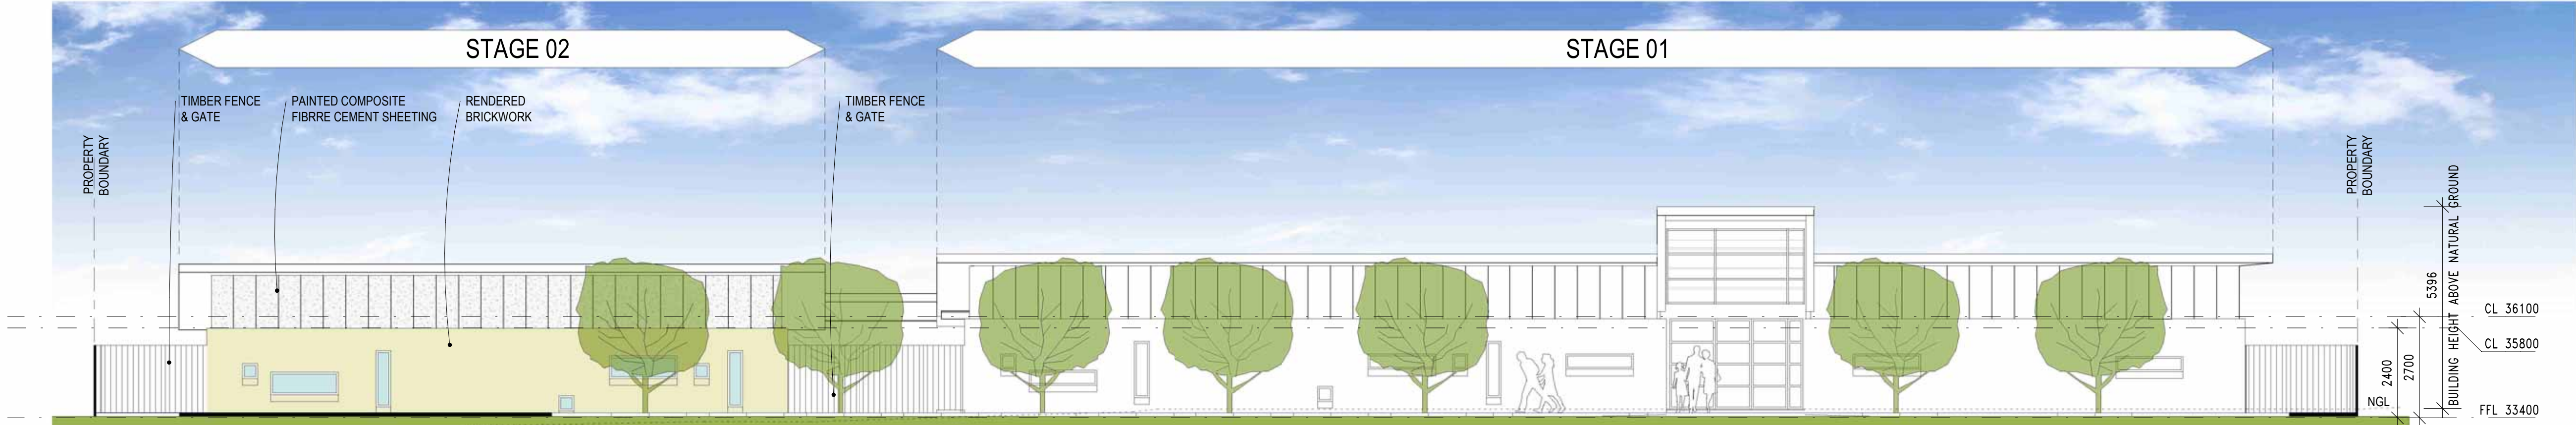 STAGE 02
STAGE 01
TIMBER FENCE
& GATE
PAINTED COMPOSITE
FIBRRE CEMENT SHEETING
RENDERED
BRICKWORK
TIMBER FENCE
& GATE
PROPERTY
BOUNDARY
PROPERTY
BOUNDARY
5396
BUILDING HEIGHT ABOVE NATURAL GROUND
CL 36100
CL 35800
2400
2700
NGL
FFL 33400